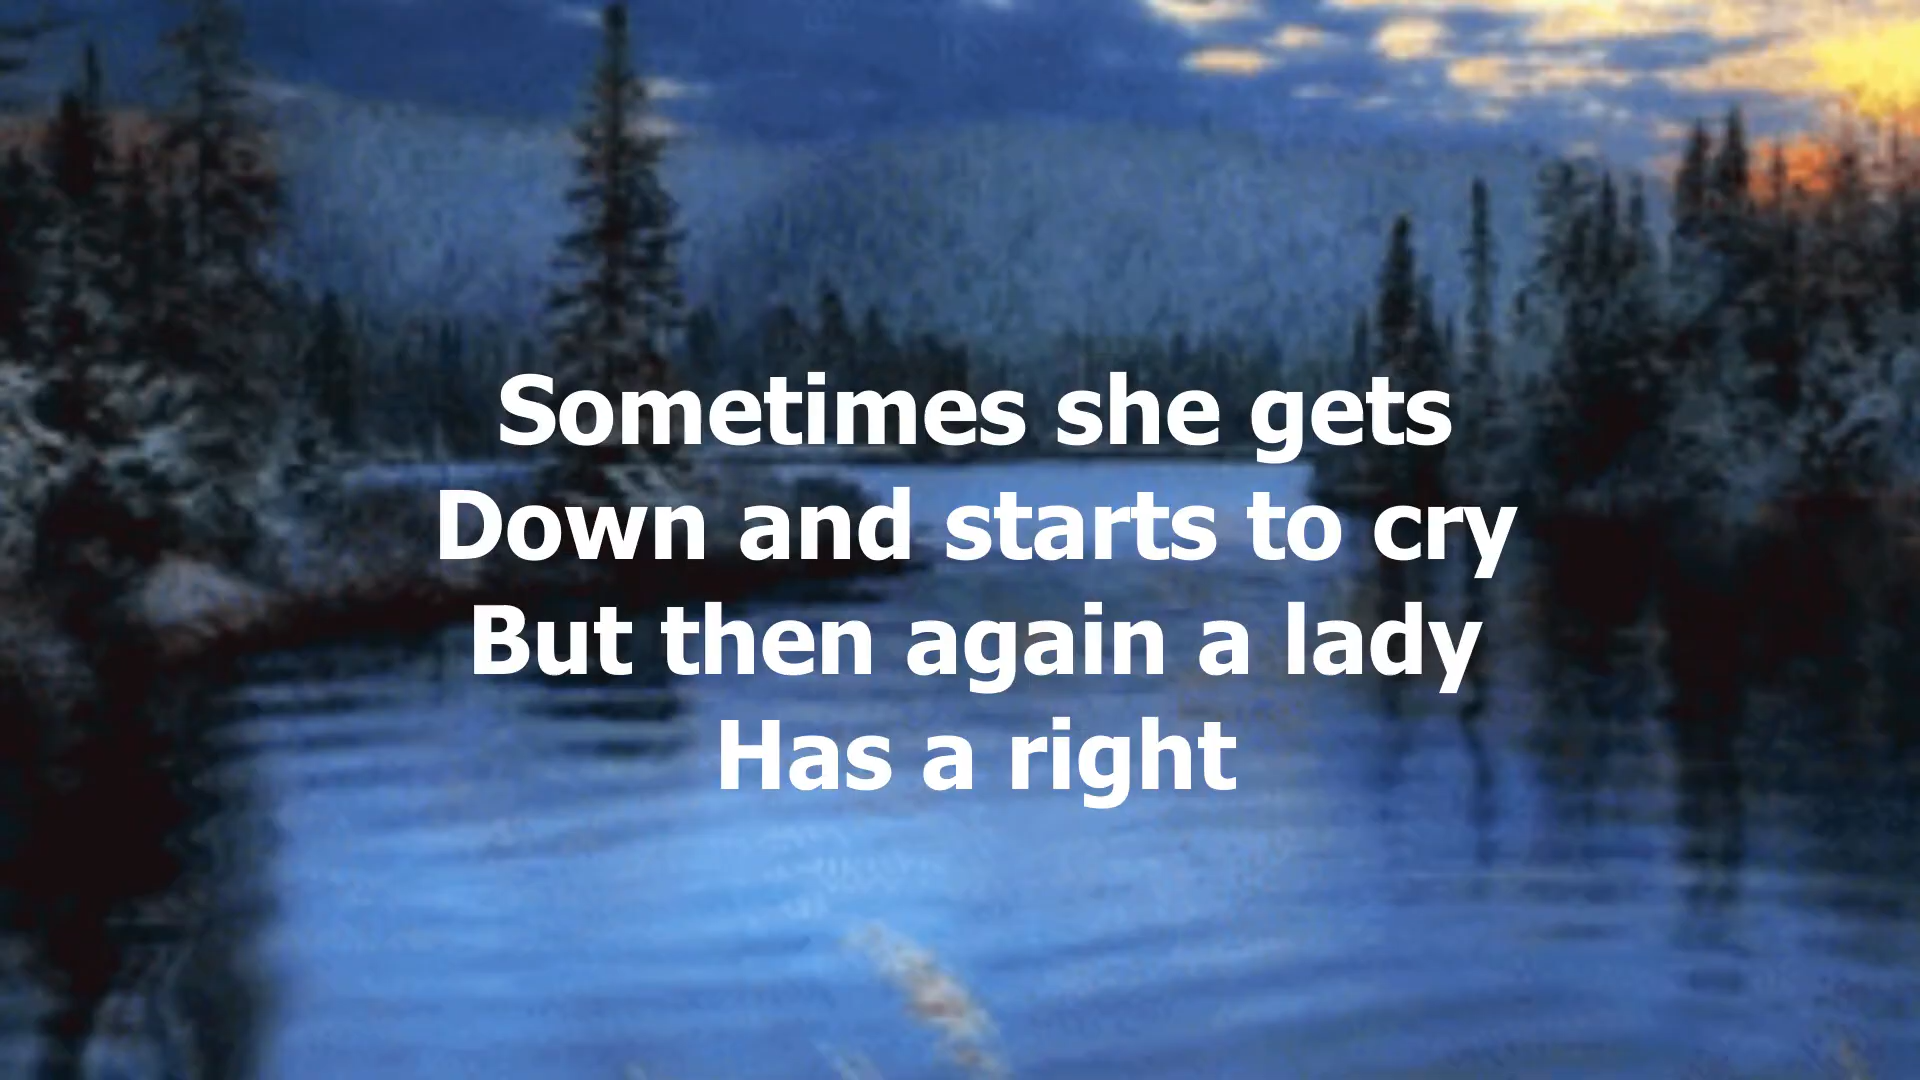 Sometimes she gets
Down and starts to cry
But then again a lady
Has a right